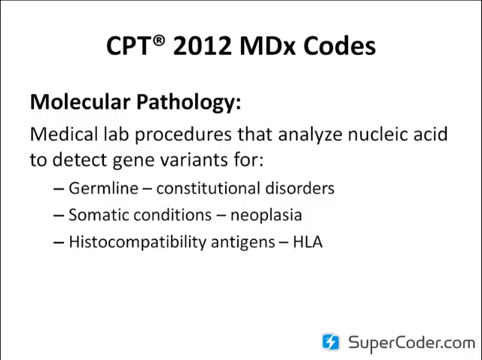 CPT® 2012 MDx Codes
Molecular Pathology:
Medical lab procedures that analyze nucleic acid
to detect gene variants for:
– Germline – constitutional disorders
– Somatic conditions – neoplasia
– Histocompatibility antigens – HLA
SuperCoder.com